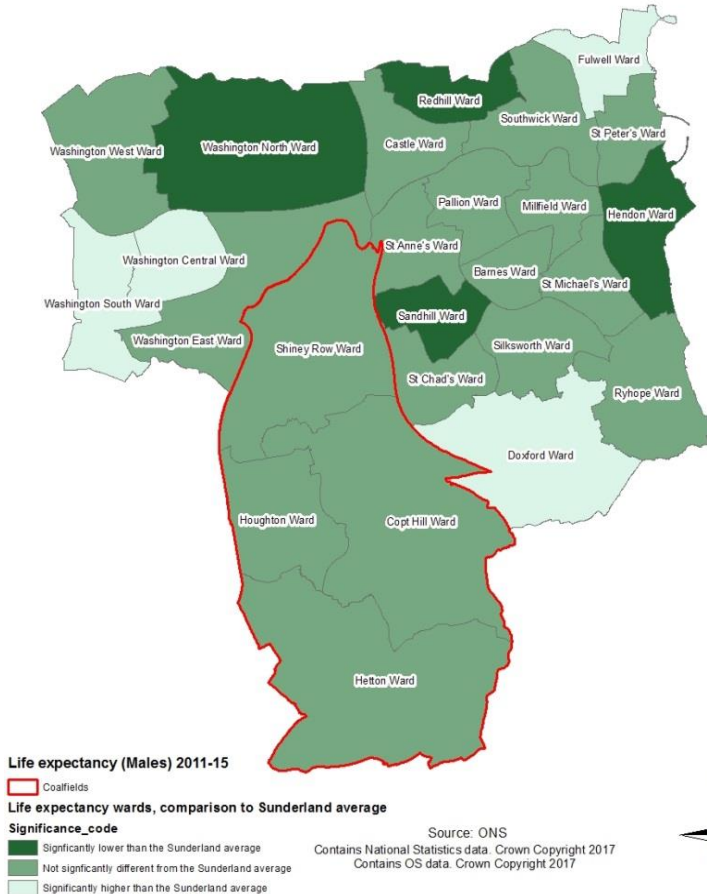 Fulwell Ward
Redhill Ward
Southwick Ward
St Peter's Ward
Washington West Ward
Washington North Ward
Castle Ward
Pallion Ward
Millfield Ward
Hendon Ward
St Anne's Ward
Washington Central Ward
Barnes Ward
St Michael's Ward
Washington South Ward
Sandhill Ward
Washington East Ward
Shiney Row Ward
Silksworth Ward
St Chad's Ward
Ryhope Ward
Doxford Ward
Houghton Ward
Copt Hill Ward
Hetton Ward
Life expectancy (Males) 2011-15
Coalfields
Life expectancy wards, comparison to Sunderland average
Significance_code
Signficantly lower than the Sunderland average
Not signficantly different from the Sunderland average
Signficantly higher than the Sunderland average
Source: ONS
Contains National Statistics data. Crown Copyright 2017
Contains OS data. Crown Copyright 2017